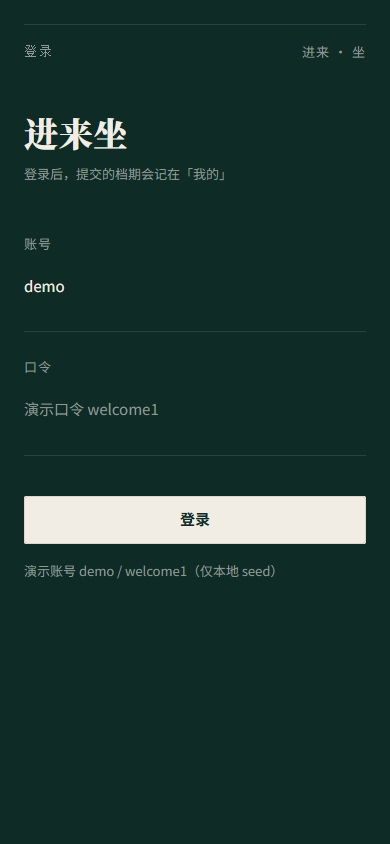 登录
进来 · 坐
进来坐
登录后，提交的档期会记在「我的」
账号
demo
口令
演示口令 welcome1
登录
演示账号 demo / welcome1（仅本地 seed）